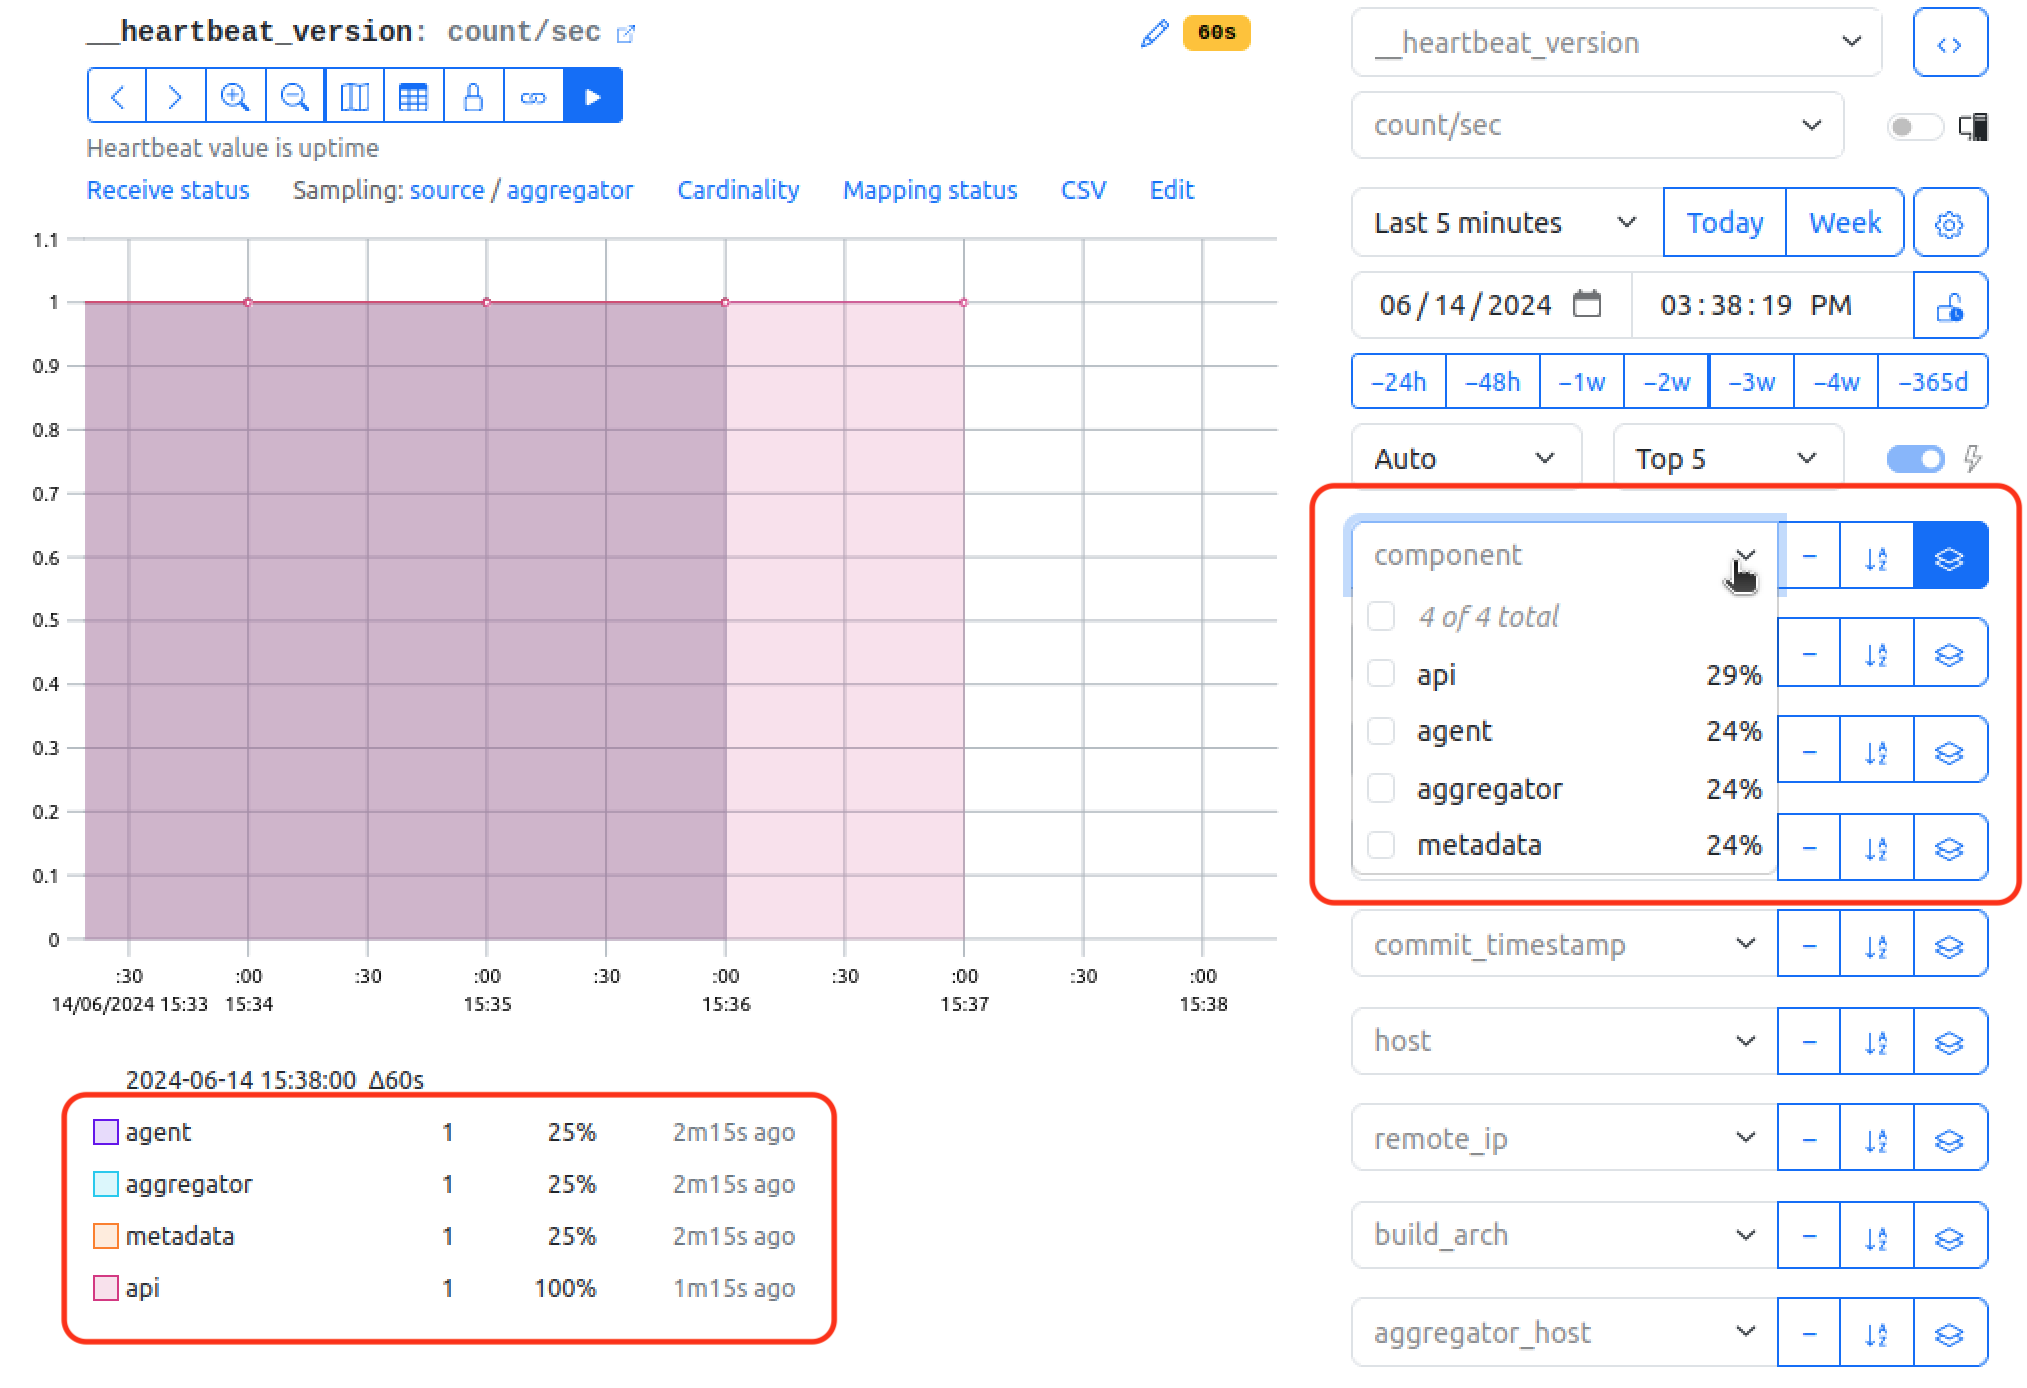 __heartbeat_version: count/sec
60s
Heartbeat value is uptime
Receive status Sampling: source / aggregator Cardinality Mapping status CSV Edit
1.1
1
0.9
0.8
0.7
0.6
0.5
0.4
0.3
0.2
0.1
0
:30 :00 :30 :00 :30 :00 :30 :00 :30 :00
14/06/2024 15:33 15:34 15:35 15:36 15:37 15:38
2024-06-14 15:38:00 Δ60s
agent 1 25% 2m15s ago
aggregator 1 25% 2m15s ago
metadata 1 25% 2m15s ago
api 1 100% 1m15s ago
__heartbeat_version
count/sec
Last 5 minutes Today Week
06/14/2024 03:38:19 PM
−24h −48h −1w −2w −3w −4w −365d
Auto Top 5
component
4 of 4 total
api 29%
agent 24%
aggregator 24%
metadata 24%
commit_timestamp
host
remote_ip
build_arch
aggregator_host